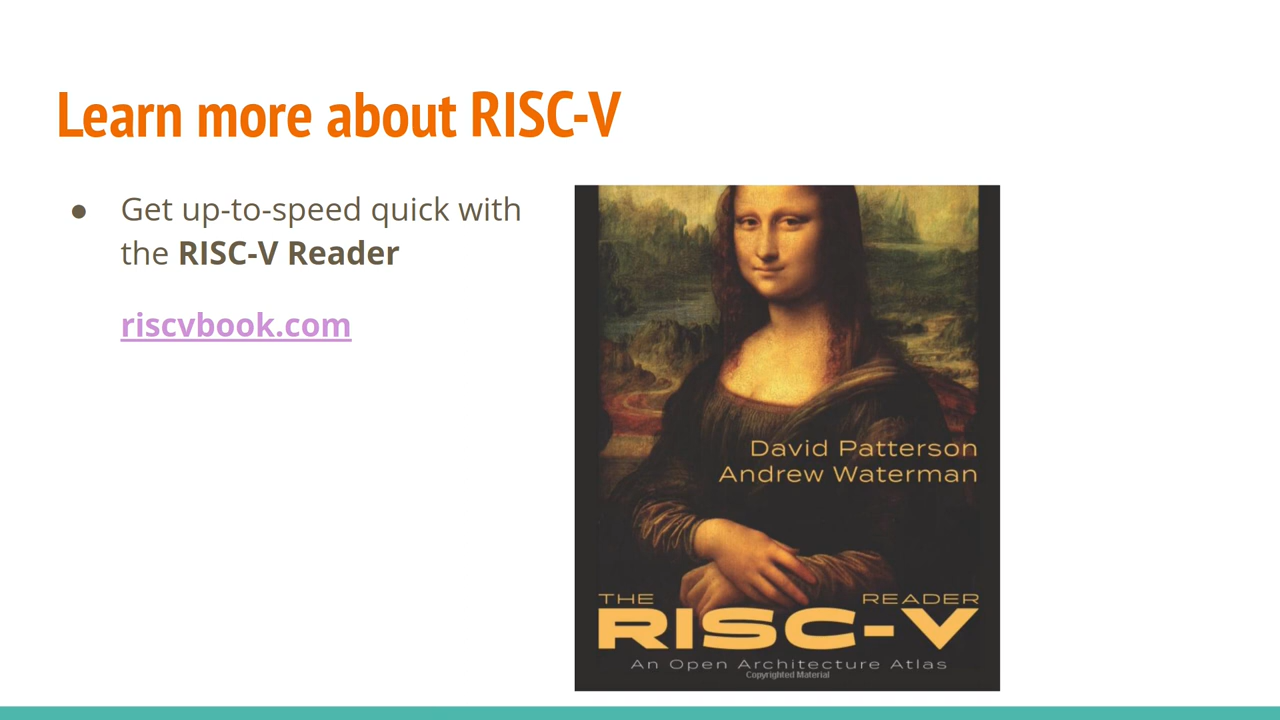 Learn more about RISC-V
● Get up-to-speed quick with
the RISC-V Reader
riscvbook.com
David Patterson
Andrew Waterman
THE READER
RISC-V
An Open Architecture Atlas
Copyrighted Material